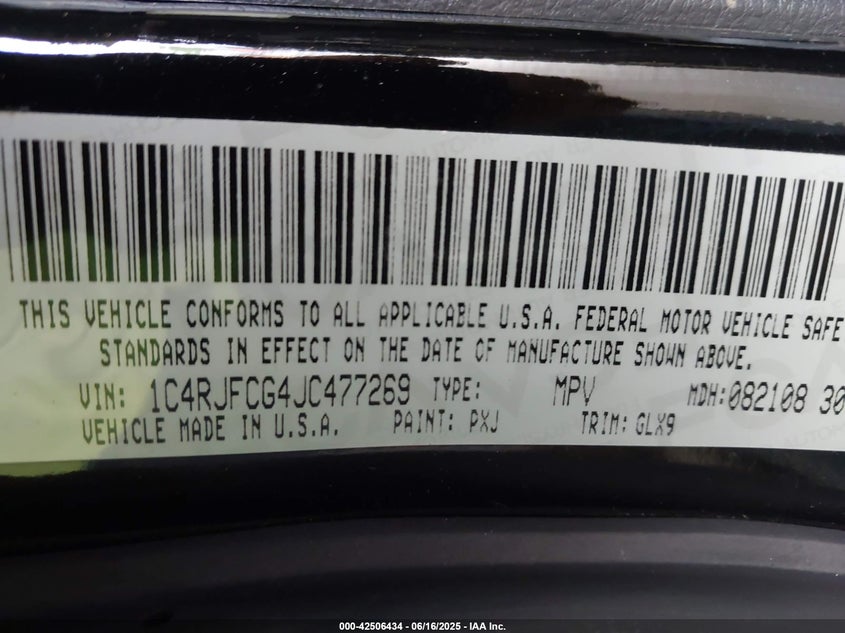 THIS VEHICLE CONFORMS TO ALL APPLICABLE U.S.A. FEDERAL MOTOR VEHICLE SAFE
STANDARDS IN EFFECT ON THE DATE OF MANUFACTURE SHOWN ABOVE.
VIN: 1C4RJFCG4JC477269 TYPE: MPV MDH:082108 30
VEHICLE MADE IN U.S.A. PAINT: PXJ TRIM: GLX9
000-42506434 - 06/16/2025 - IAA Inc.